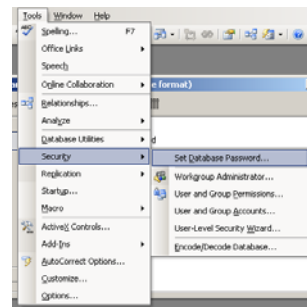 Tools Window Help
Spelling... F7
Office Links
Speech
Online Collaboration
e format)
Relationships...
Analyze
Database Utilities
d
Security
Set Database Password...
Replication
Workgroup Administrator...
Startup...
User and Group Permissions...
Macro
User and Group Accounts...
ActiveX Controls...
User-Level Security Wizard...
Add-Ins
Encode/Decode Database...
AutoCorrect Options...
Customize...
Options...